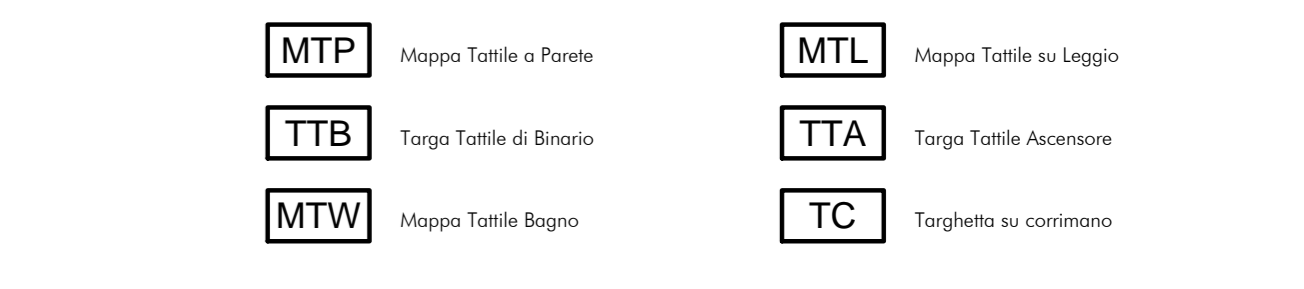 MTP Mappa Tattile a Parete
MTL Mappa Tattile su Leggio
TTB Targa Tattile di Binario
TTA Targa Tattile Ascensore
MTW Mappa Tattile Bagno
TC Targhetta su corrimano